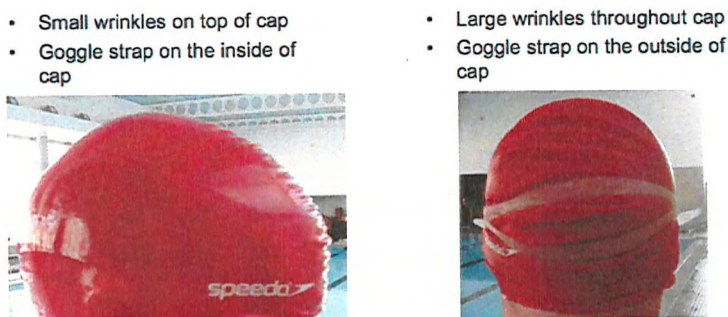 • Small wrinkles on top of cap
• Goggle strap on the inside of
cap
• Large wrinkles throughout cap
• Goggle strap on the outside of
cap
speedo